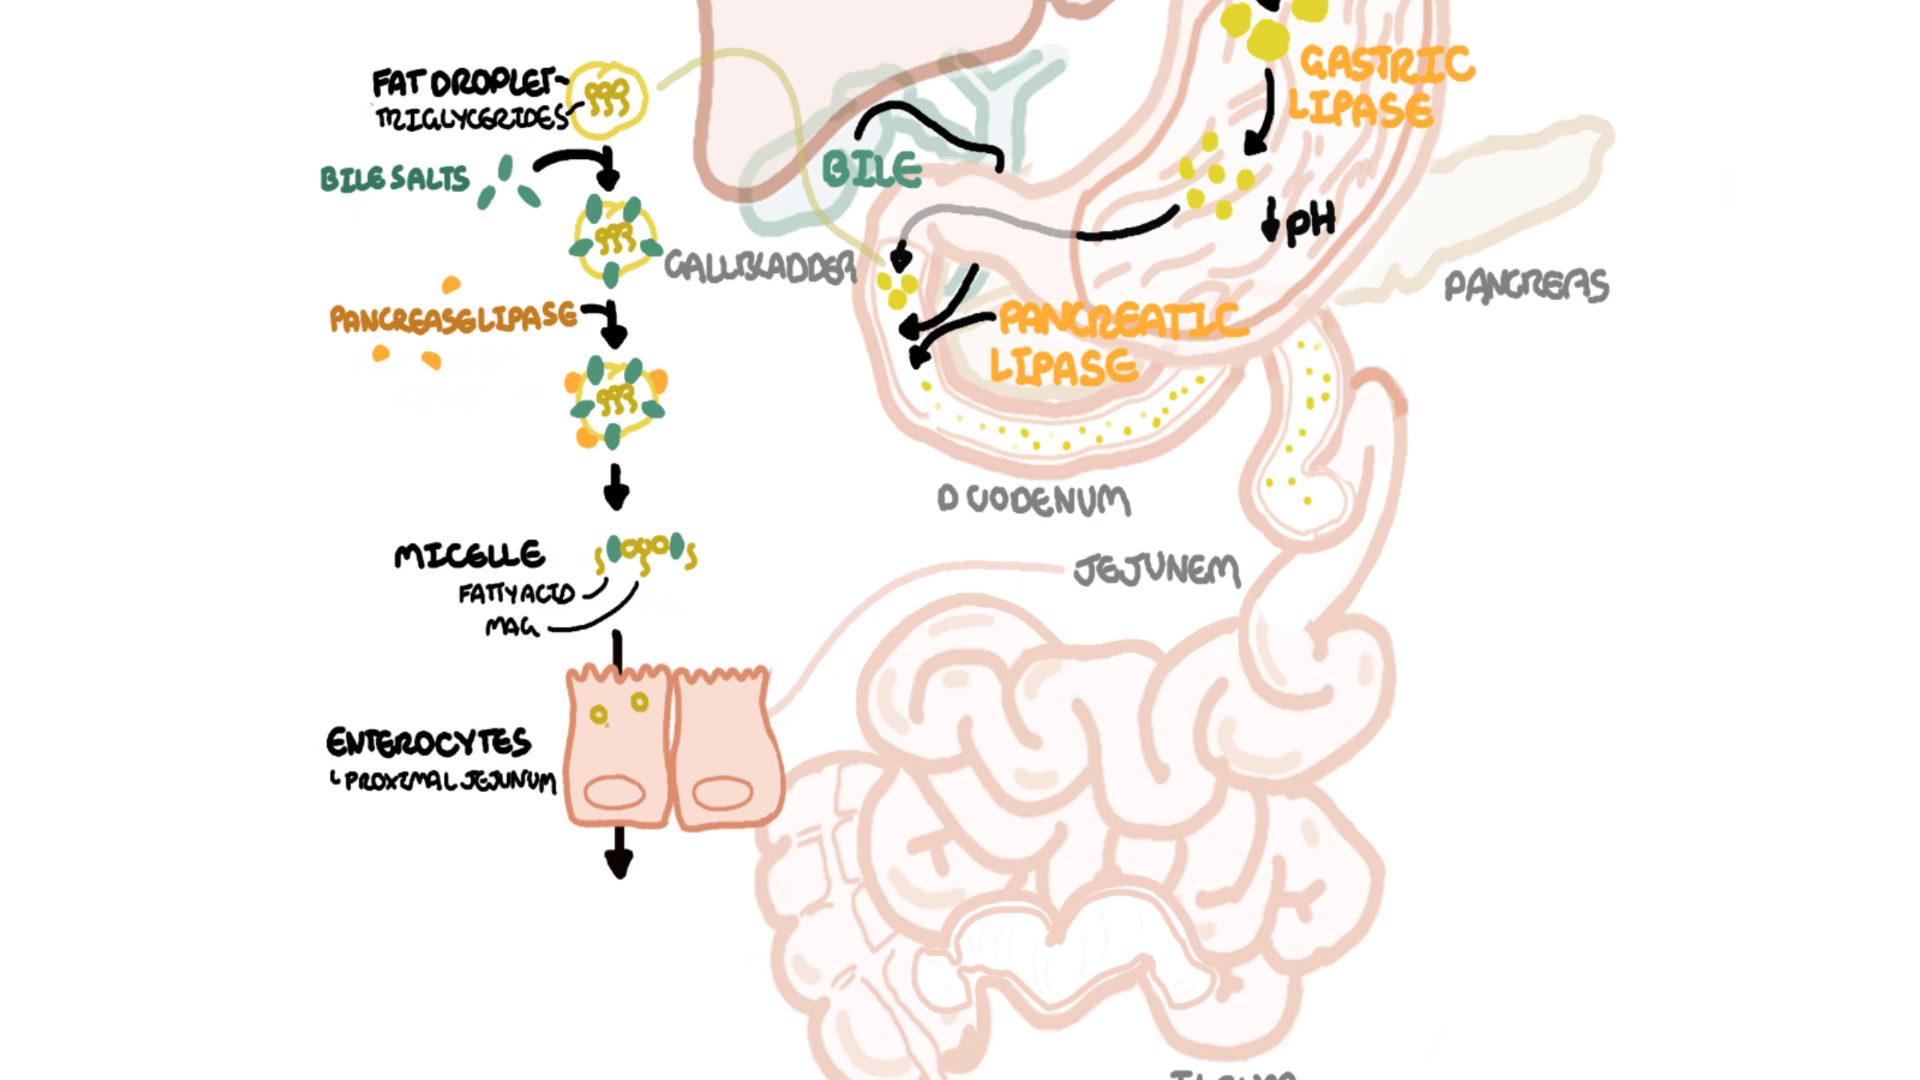 FAT DROPLET
TRIGLYCERIDES
BILE SALTS
PANCREASE LIPASE
MICELLE
FATTY ACID
MAG
ENTEROCYTES
PROXIMAL JEJUNUM
GASTRIC
LIPASE
BILE
↓ pH
GALLBLADDER
PANCREAS
PANCREATIC
LIPASE
DUODENUM
JEJUNEM